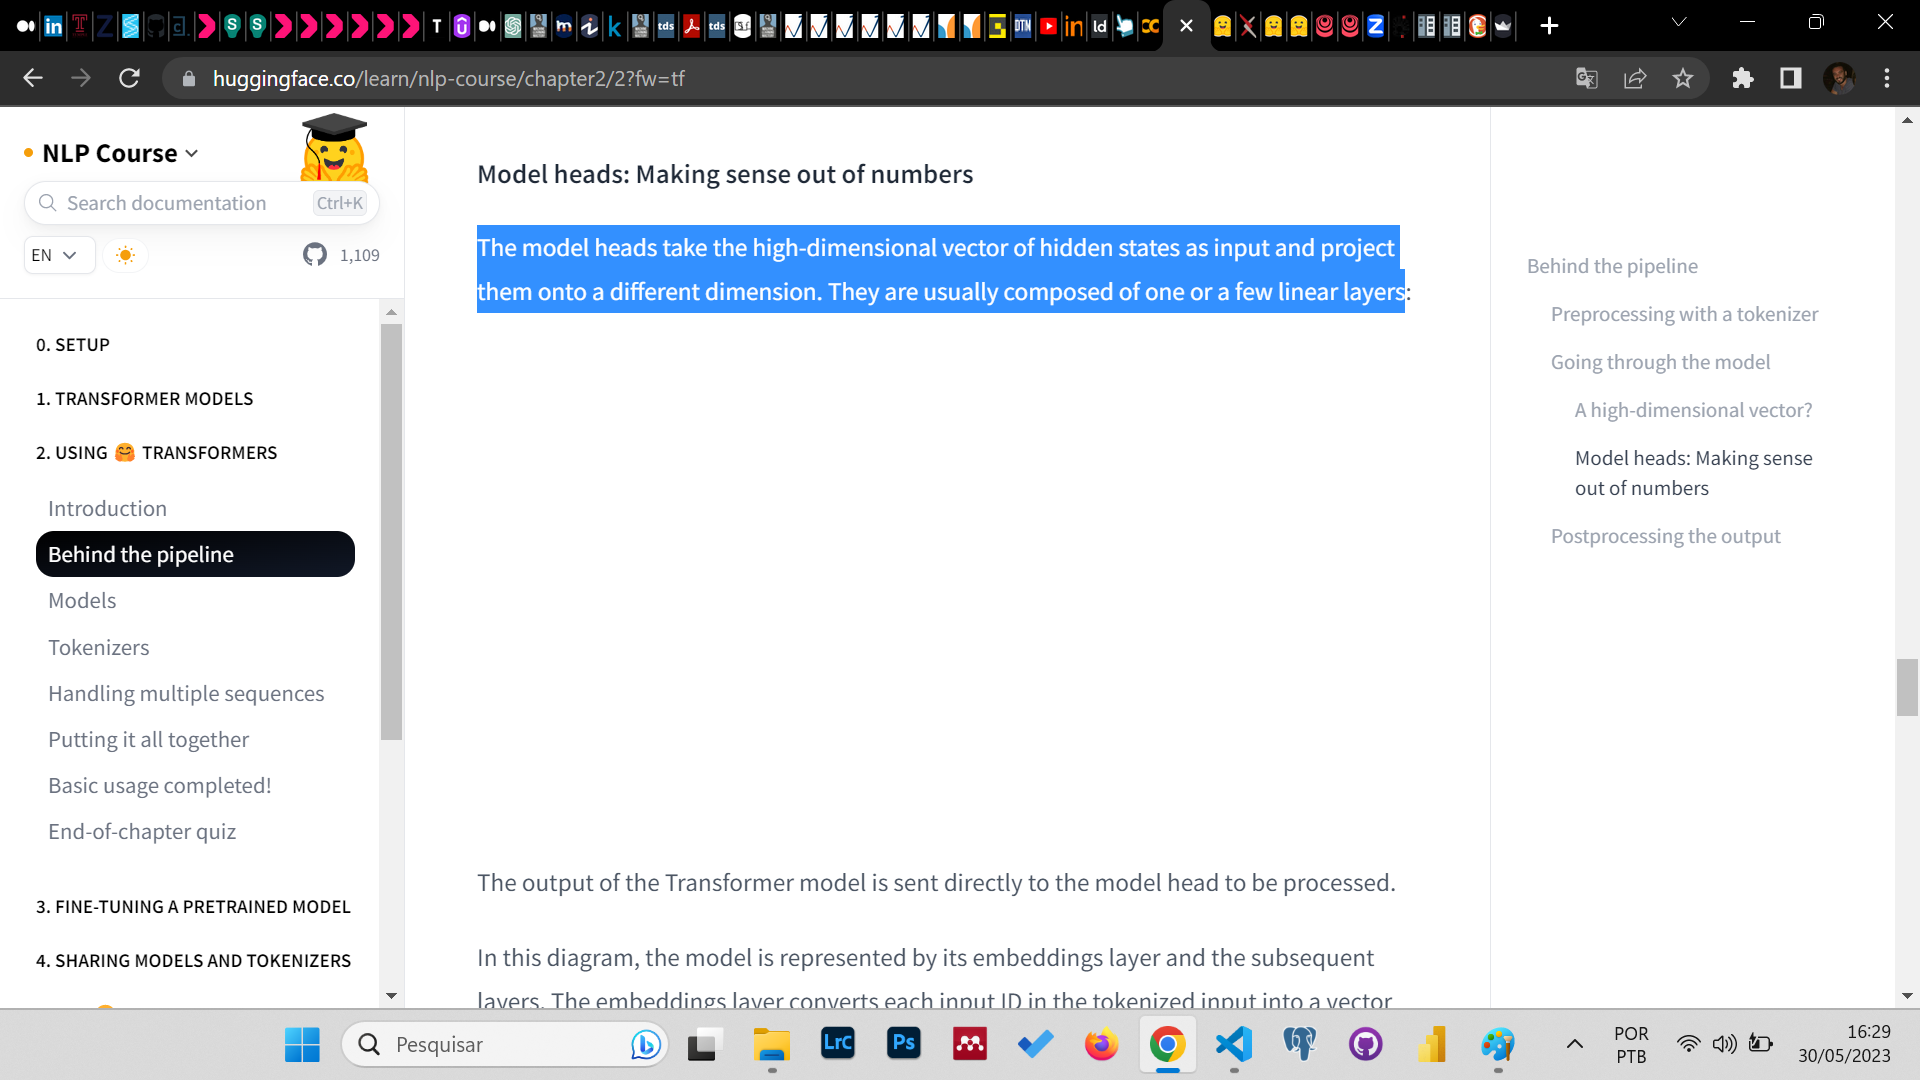 huggingface.co/learn/nlp-course/chapter2/2?fw=tf
NLP Course
Search documentation
Ctrl+K
EN
1,109
0. SETUP
1. TRANSFORMER MODELS
2. USING 🤗 TRANSFORMERS
Introduction
Behind the pipeline
Models
Tokenizers
Handling multiple sequences
Putting it all together
Basic usage completed!
End-of-chapter quiz
3. FINE-TUNING A PRETRAINED MODEL
4. SHARING MODELS AND TOKENIZERS
Model heads: Making sense out of numbers
The model heads take the high-dimensional vector of hidden states as input and project
them onto a different dimension. They are usually composed of one or a few linear layers:
The output of the Transformer model is sent directly to the model head to be processed.
In this diagram, the model is represented by its embeddings layer and the subsequent
layers. The embeddings layer converts each input ID in the tokenized input into a vector
Behind the pipeline
Preprocessing with a tokenizer
Going through the model
A high-dimensional vector?
Model heads: Making sense
out of numbers
Postprocessing the output
Pesquisar
LrC
Ps
POR
PTB
16:29
30/05/2023